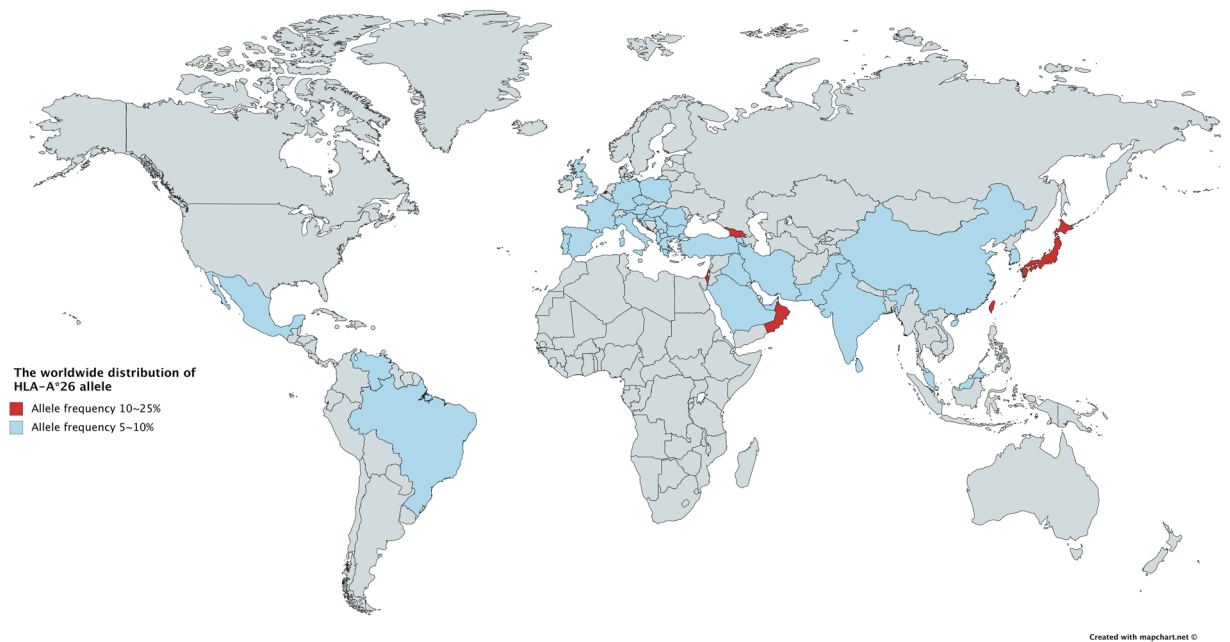 The worldwide distribution of
HLA-A*26 allele
Allele frequency 10~25%
Allele frequency 5~10%
Created with mapchart.net ©